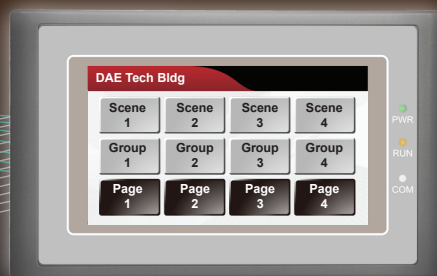 DAE Tech Bldg
Scene Scene Scene Scene
1 2 3 4
PWR
Group Group Group Group
1 2 3 4
RUN
Page Page Page Page
1 2 3 4
COM